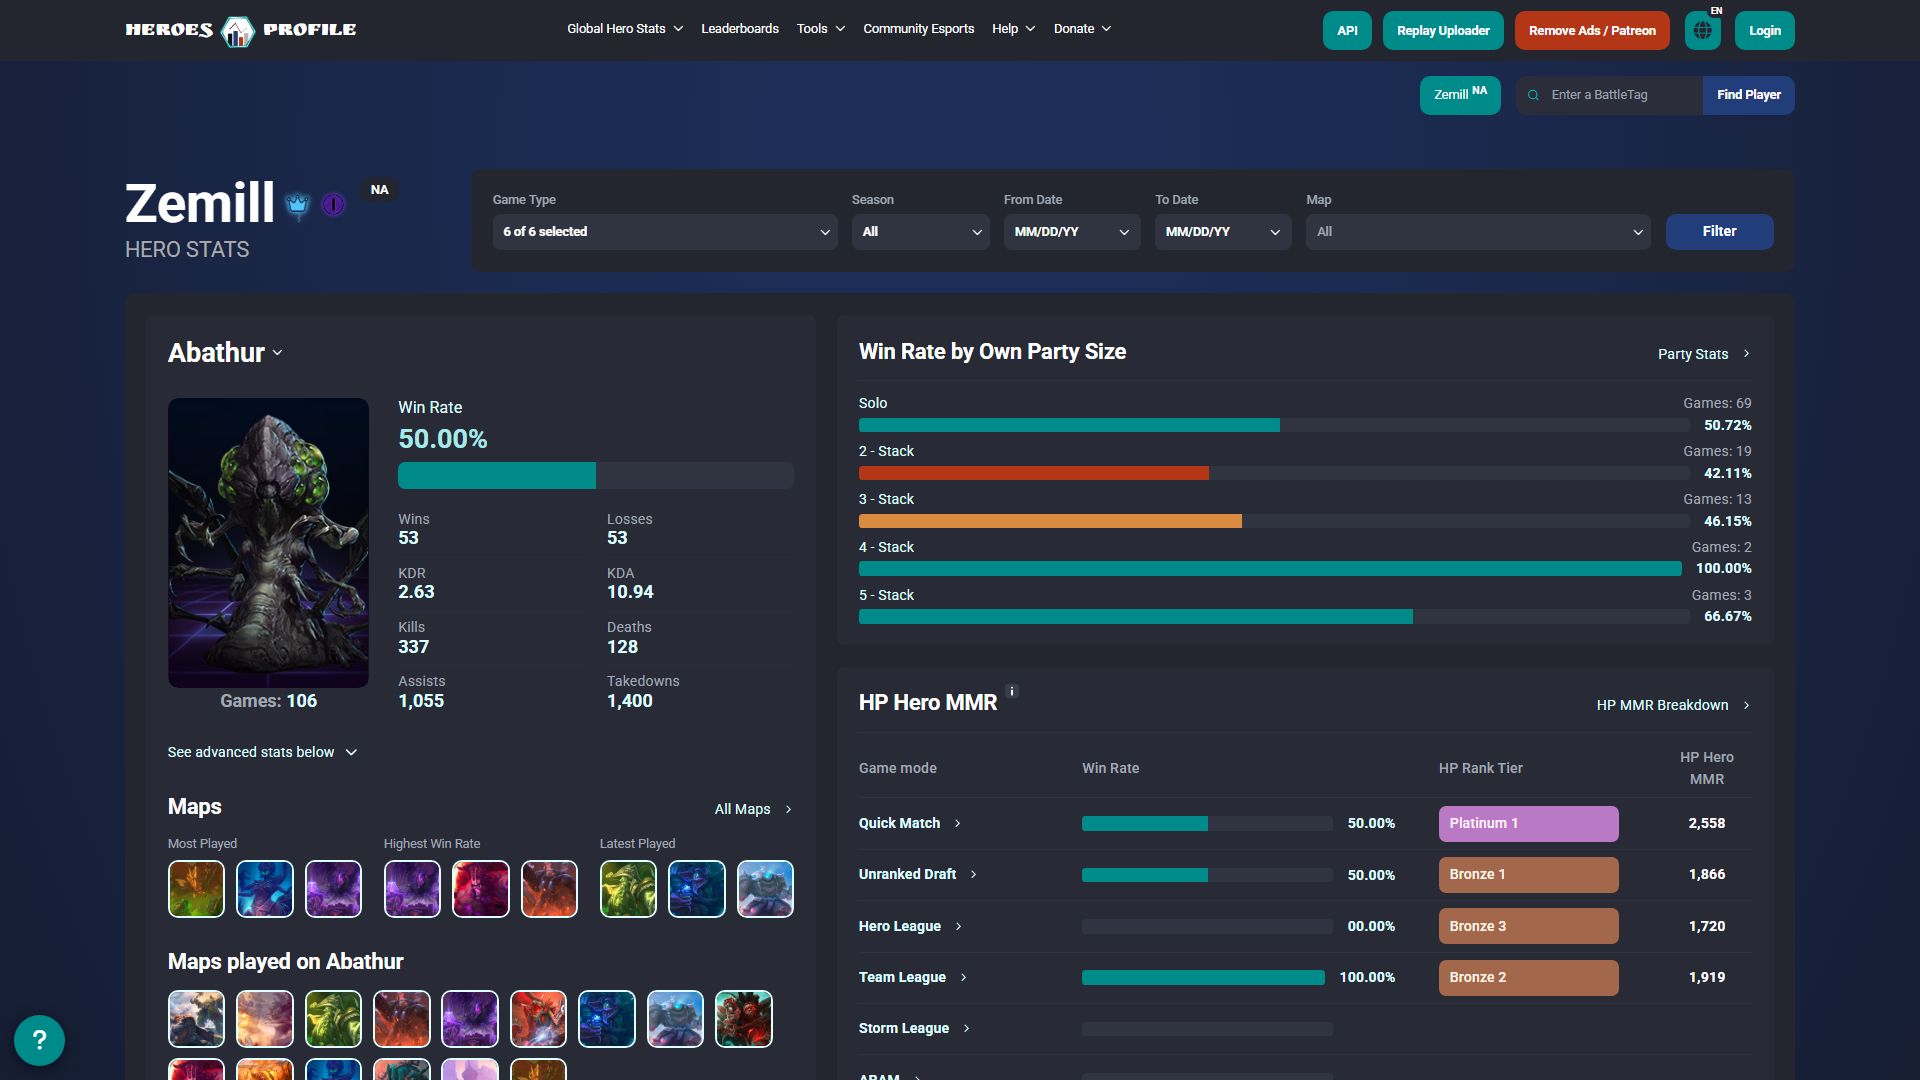 HEROES PROFILE
Global Hero Stats
Leaderboards
Tools
Community Esports
Help
Donate
API
Replay Uploader
Remove Ads / Patreon
EN
Login
Zemill NA
Enter a BattleTag
Find Player
Zemill
NA
HERO STATS
Game Type
6 of 6 selected
Season
All
From Date
MM/DD/YY
To Date
MM/DD/YY
Map
All
Filter
Abathur
Win Rate
50.00%
Wins
53
Losses
53
KDR
2.63
KDA
10.94
Kills
337
Deaths
128
Assists
1,055
Takedowns
1,400
Games: 106
See advanced stats below
Maps
All Maps
Most Played
Highest Win Rate
Latest Played
Maps played on Abathur
Win Rate by Own Party Size
Party Stats
Solo
Games: 69
50.72%
2 - Stack
Games: 19
42.11%
3 - Stack
Games: 13
46.15%
4 - Stack
Games: 2
100.00%
5 - Stack
Games: 3
66.67%
HP Hero MMR
i
HP MMR Breakdown
Game mode
Win Rate
HP Rank Tier
HP Hero
MMR
Quick Match
50.00%
Platinum 1
2,558
Unranked Draft
50.00%
Bronze 1
1,866
Hero League
00.00%
Bronze 3
1,720
Team League
100.00%
Bronze 2
1,919
Storm League
ARAM
?